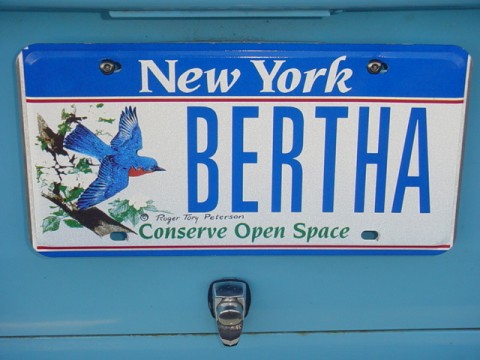 New York
BERTHA
© Roger Tory Peterson
Conserve Open Space